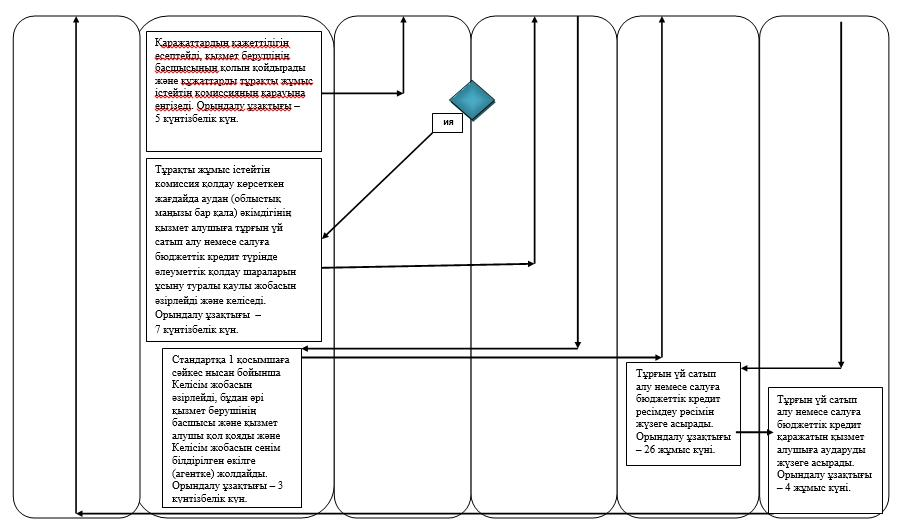 Қаражаттардың қажеттілігін
есептейді, қызмет берушінің
басшысының қолын қойдырады
және құжаттарды тұрақты жұмыс
істейтін комиссияның қарауына
енгізеді. Орындалу ұзақтығы –
5 күнтізбелік күн.
ия
Тұрақты жұмыс істейтін
комиссия қолдау көрсеткен
жағдайда аудан (облыстық
маңызы бар қала) әкімдігінің
қызмет алушыға тұрғын үй
сатып алу немесе салуға
бюджеттік кредит түрінде
әлеуметтік қолдау шараларын
ұсыну туралы қаулы жобасын
әзірлейді және келіседі.
Орындалу ұзақтығы –
7 күнтізбелік күн.
Стандартқа 1 қосымшаға
сәйкес нысан бойынша
Келісім жобасын
әзірлейді, бұдан әрі
қызмет берушінің
басшысы және қызмет
алушы қол қояды және
Келісім жобасын сенім
білдірілген өкілге
(агентке) жолдайды.
Орындалу ұзақтығы – 3
күнтізбелік күн.
Тұрғын үй сатып
алу немесе салуға
бюджеттік кредит
ресімдеу рәсімін
жүзеге асырады.
Орындалу ұзақтығы
– 26 жұмыс күні.
Тұрғын үй сатып
алу немесе салуға
бюджеттік кредит
қаражатын қызмет
алушыға аударуды
жүзеге асырады.
Орындалу ұзақтығы
– 4 жұмыс күні.